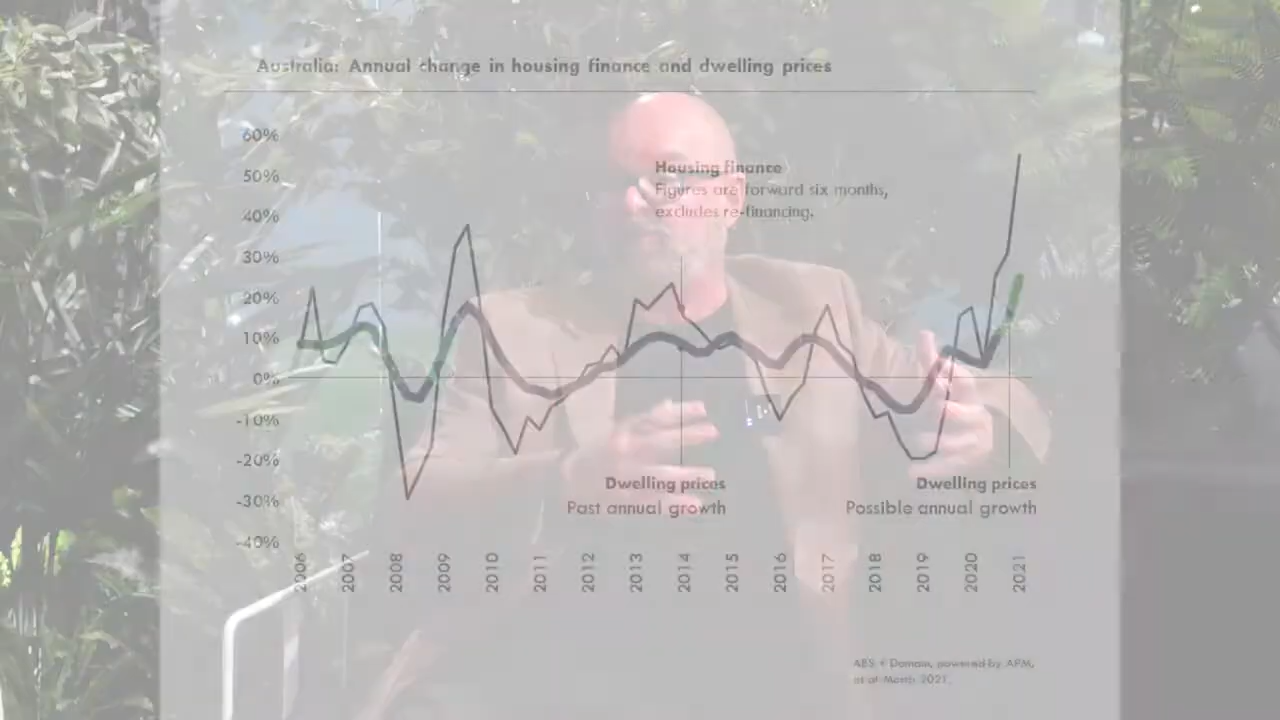 Australia: Annual change in housing finance and dwelling prices
60%
Housing finance
50%
Figures are forward six months,
40%
excludes re-financing.
30%
20%
10%
0%
-10%
-20%
Dwelling prices
Dwelling prices
-30%
Past annual growth
Possible annual growth
-40%
2006 2007 2008 2009 2010 2011 2012 2013 2014 2015 2016 2017 2018 2019 2020 2021
ABS + Domain, powered by APM,
as at March 2021.